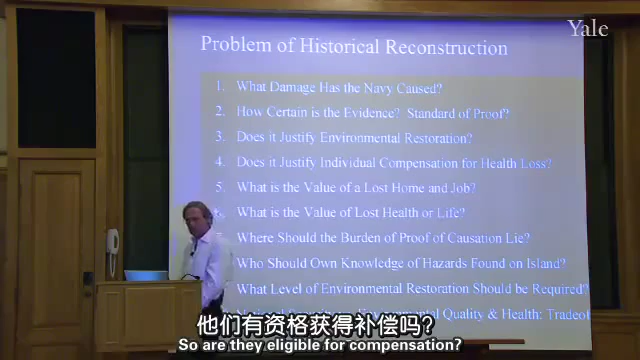 Yale
Problem of Historical Reconstruction
1. What Damage Has the Navy Caused?
2. How Certain is the Evidence? Standard of Proof?
3. Does it Justify Environmental Restoration?
4. Does it Justify Individual Compensation for Health Loss?
5. What is the Value of a Lost Home and Job?
6. What is the Value of Lost Health or Life?
Where Should the Burden of Proof of Causation Lie?
Who Should Own Knowledge of Hazards Found on Island?
What Level of Environmental Restoration Should be Required?
Environmental Quality & Health: Tradeof
他们有资格获得补偿吗?
So are they eligible for compensation?